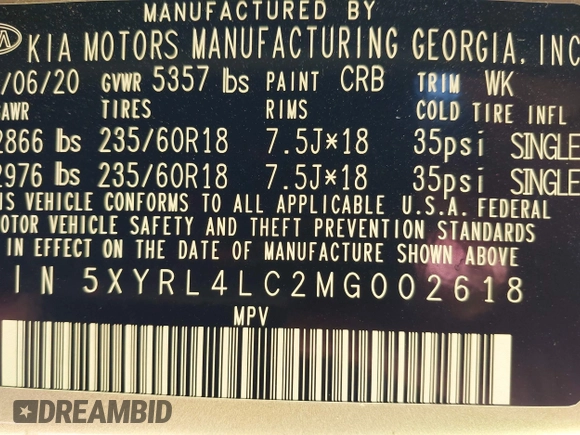 MANUFACTURED BY
KIA MOTORS MANUFACTURING GEORGIA, INC
/06/20 GVWR 5357 lbs PAINT CRB TRIM WK
GAWR TIRES RIMS COLD TIRE INFL
2866 lbs 235/60R18 7.5J*18 35psi SINGLE
2976 lbs 235/60R18 7.5J*18 35psi SINGLE
IS VEHICLE CONFORMS TO ALL APPLICABLE U.S.A. FEDERAL
MOTOR VEHICLE SAFETY AND THEFT PREVENTION STANDARDS
IN EFFECT ON THE DATE OF MANUFACTURE SHOWN ABOVE
IN 5XYRL4LC2MG002618
MPV
DREAMBID